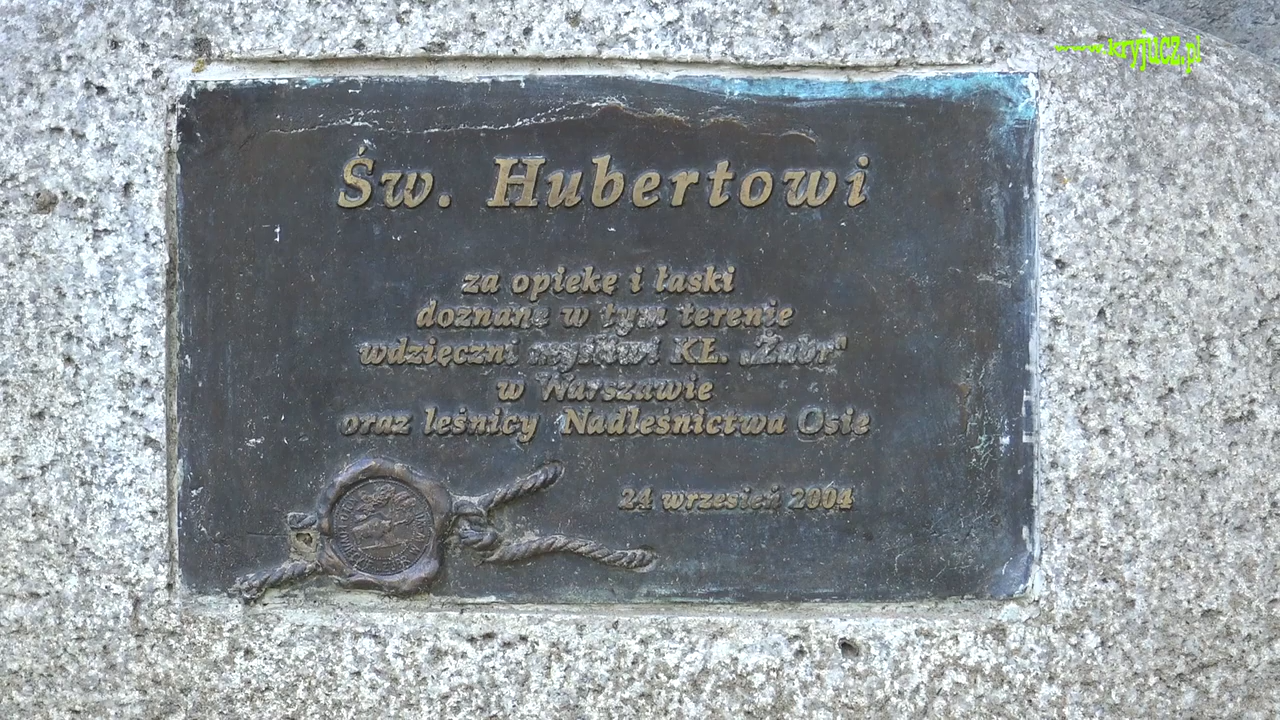 www.kryjucz.pl
Św. Hubertowi
za opiekę i łaski
doznane w tym terenie
wdzięczni myśliwi KŁ. „Żubr"
w Warszawie
oraz leśnicy Nadleśnictwa Osie
24 wrzesień 2004